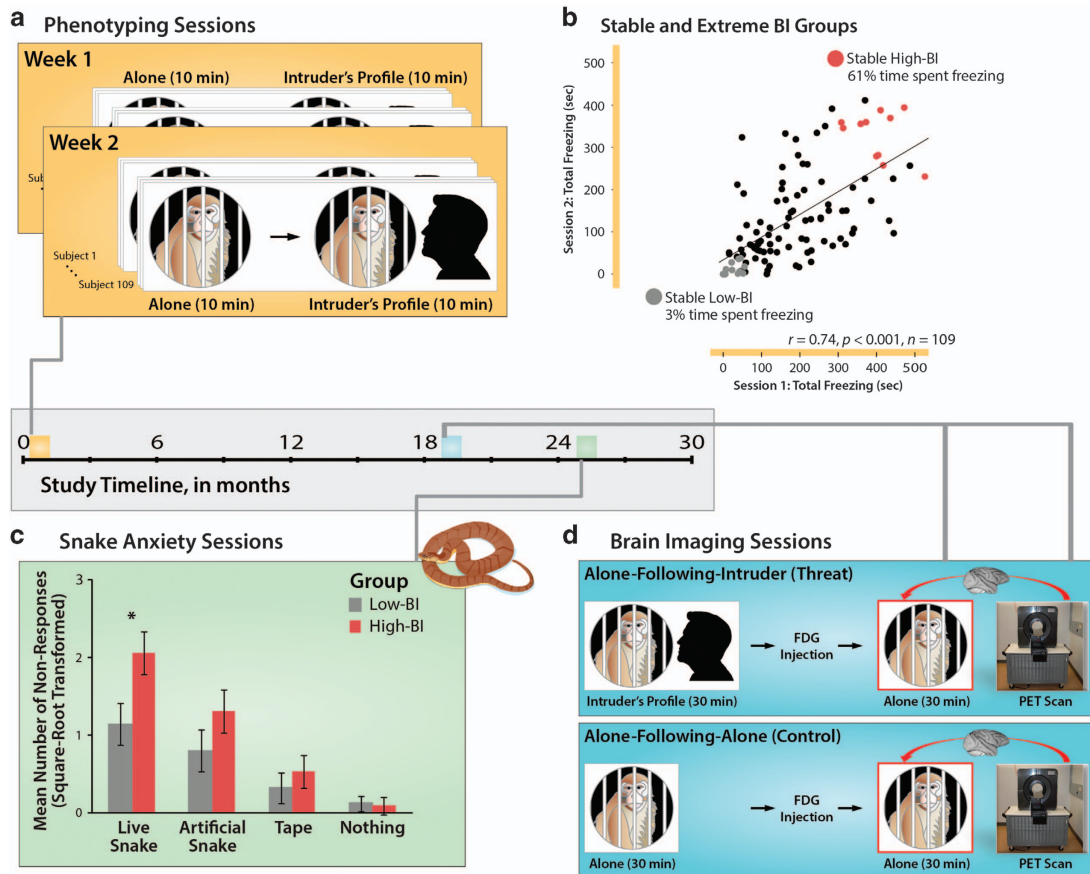 a
Phenotyping Sessions
Week 1
Alone (10 min)
Intruder's Profile (10 min)
Week 2
Subject 1
Subject 109
Alone (10 min)
Intruder's Profile (10 min)
b
Stable and Extreme BI Groups
Stable High-BI
61% time spent freezing
Session 2: Total Freezing (sec)
500
400
300
200
100
0
Stable Low-BI
3% time spent freezing
r = 0.74, p < 0.001, n = 109
0 100 200 300 400 500
Session 1: Total Freezing (sec)
0 6 12 18 24 30
Study Timeline, in months
c
Snake Anxiety Sessions
Mean Number of Non-Responses
(Square-Root Transformed)
3
2
1
0
Group
Low-BI
High-BI
*
Live
Snake
Artificial
Snake
Tape
Nothing
d
Brain Imaging Sessions
Alone-Following-Intruder (Threat)
FDG
Injection
Intruder's Profile (30 min)
Alone (30 min)
PET Scan
Alone-Following-Alone (Control)
FDG
Injection
Alone (30 min)
Alone (30 min)
PET Scan